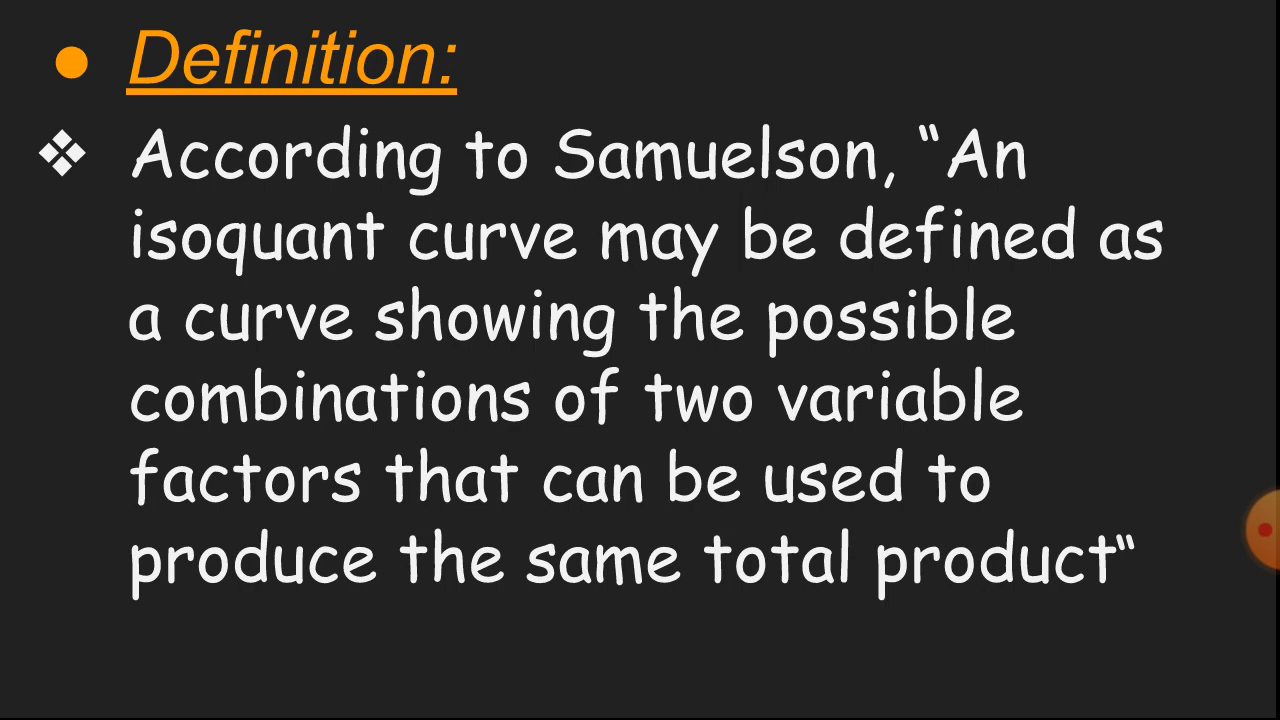 ● Definition:
❖ According to Samuelson, “An
isoquant curve may be defined as
a curve showing the possible
combinations of two variable
factors that can be used to
produce the same total product“